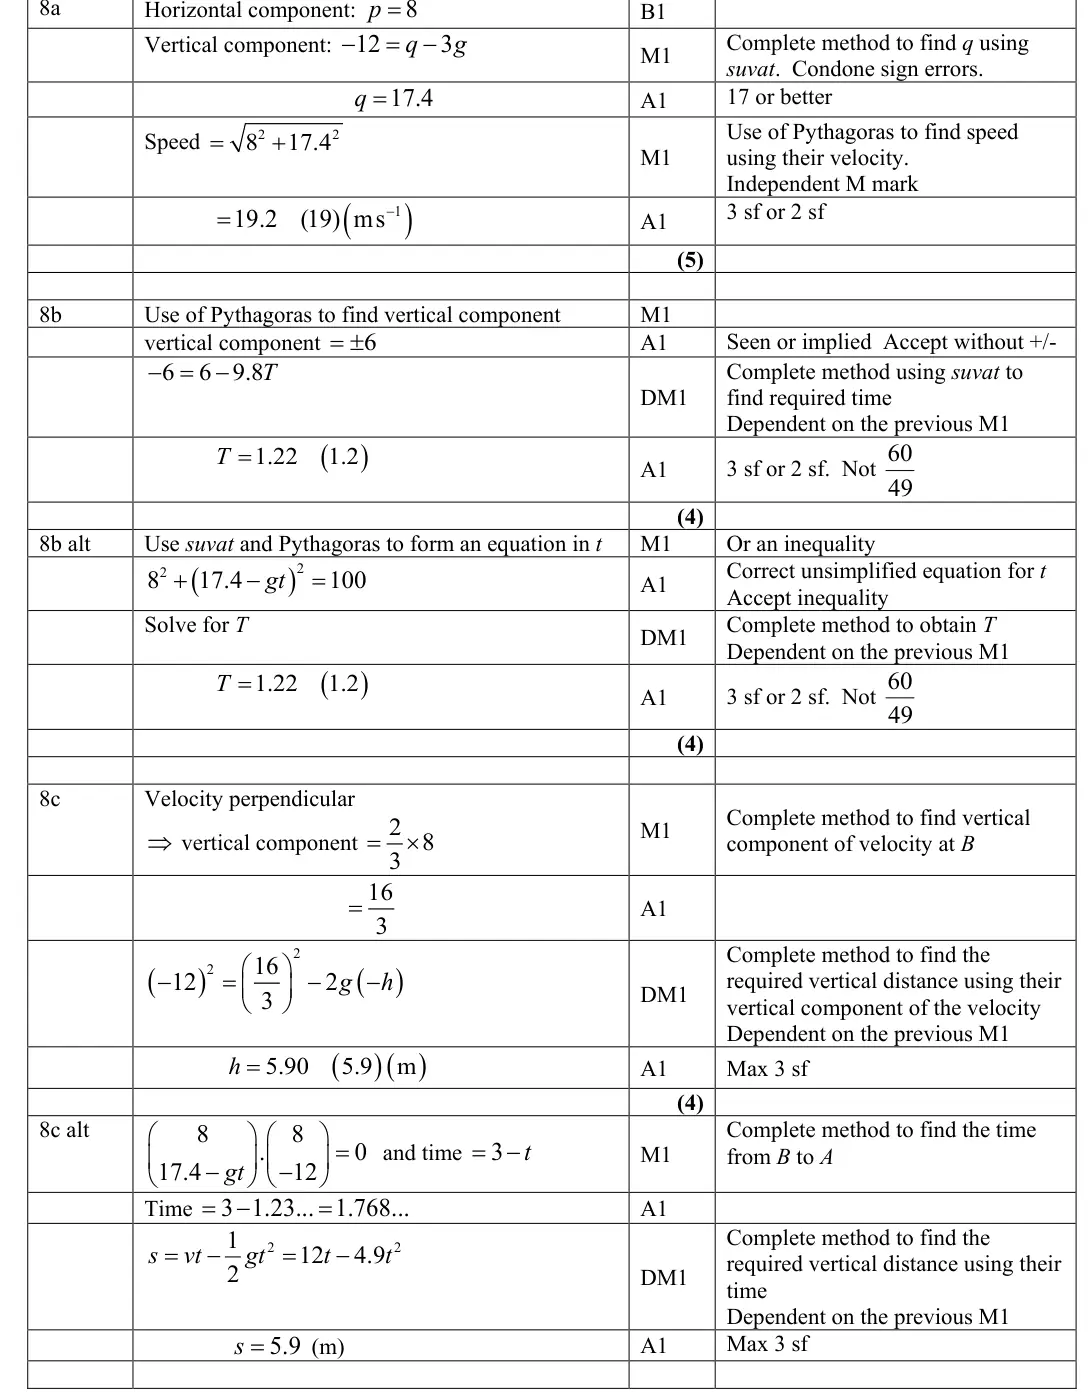 8a Horizontal component: p = 8 B1
Vertical component: −12 = q − 3g M1 Complete method to find q using
suvat. Condone sign errors.
q = 17.4 A1 17 or better
Speed = √(8² + 17.4²) M1 Use of Pythagoras to find speed
using their velocity.
Independent M mark
= 19.2 (19)(m s⁻¹) A1 3 sf or 2 sf
(5)
8b Use of Pythagoras to find vertical component M1
vertical component = ±6 A1 Seen or implied Accept without +/-
−6 = 6 − 9.8T DM1 Complete method using suvat to
find required time
Dependent on the previous M1
T = 1.22 (1.2) A1 3 sf or 2 sf. Not 60/49
(4)
8b alt Use suvat and Pythagoras to form an equation in t M1 Or an inequality
8² + (17.4 − gt)² = 100 A1 Correct unsimplified equation for t
Accept inequality
Solve for T DM1 Complete method to obtain T
Dependent on the previous M1
T = 1.22 (1.2) A1 3 sf or 2 sf. Not 60/49
(4)
8c Velocity perpendicular
⇒ vertical component = 2/3 × 8 M1 Complete method to find vertical
component of velocity at B
= 16/3 A1
(−12)² = (16/3)² − 2g(−h) DM1 Complete method to find the
required vertical distance using their
vertical component of the velocity
Dependent on the previous M1
h = 5.90 (5.9)(m) A1 Max 3 sf
(4)
8c alt (8 / 17.4 − gt).(8 / −12) = 0 and time = 3 − t M1 Complete method to find the time
from B to A
Time = 3 − 1.23... = 1.768... A1
s = vt − 1/2 gt² = 12t − 4.9t² DM1 Complete method to find the
required vertical distance using their
time
Dependent on the previous M1
s = 5.9 (m) A1 Max 3 sf